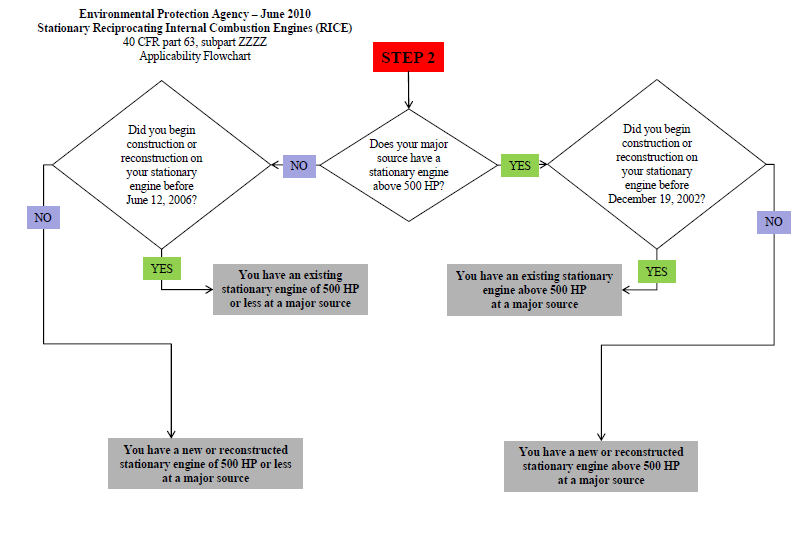 Environmental Protection Agency – June 2010
Stationary Reciprocating Internal Combustion Engines (RICE)
40 CFR part 63, subpart ZZZZ
Applicability Flowchart
STEP 2
Did you begin
construction or
reconstruction on
your stationary
engine before
June 12, 2006?
NO
Does your major
source have a
stationary engine
above 500 HP?
YES
Did you begin
construction or
reconstruction on
your stationary
engine before
December 19, 2002?
NO
NO
YES
You have an existing
stationary engine of 500 HP
or less at a major source
You have an existing stationary
engine above 500 HP
at a major source
YES
You have a new or reconstructed
stationary engine of 500 HP or less
at a major source
You have a new or reconstructed
stationary engine above 500 HP
at a major source